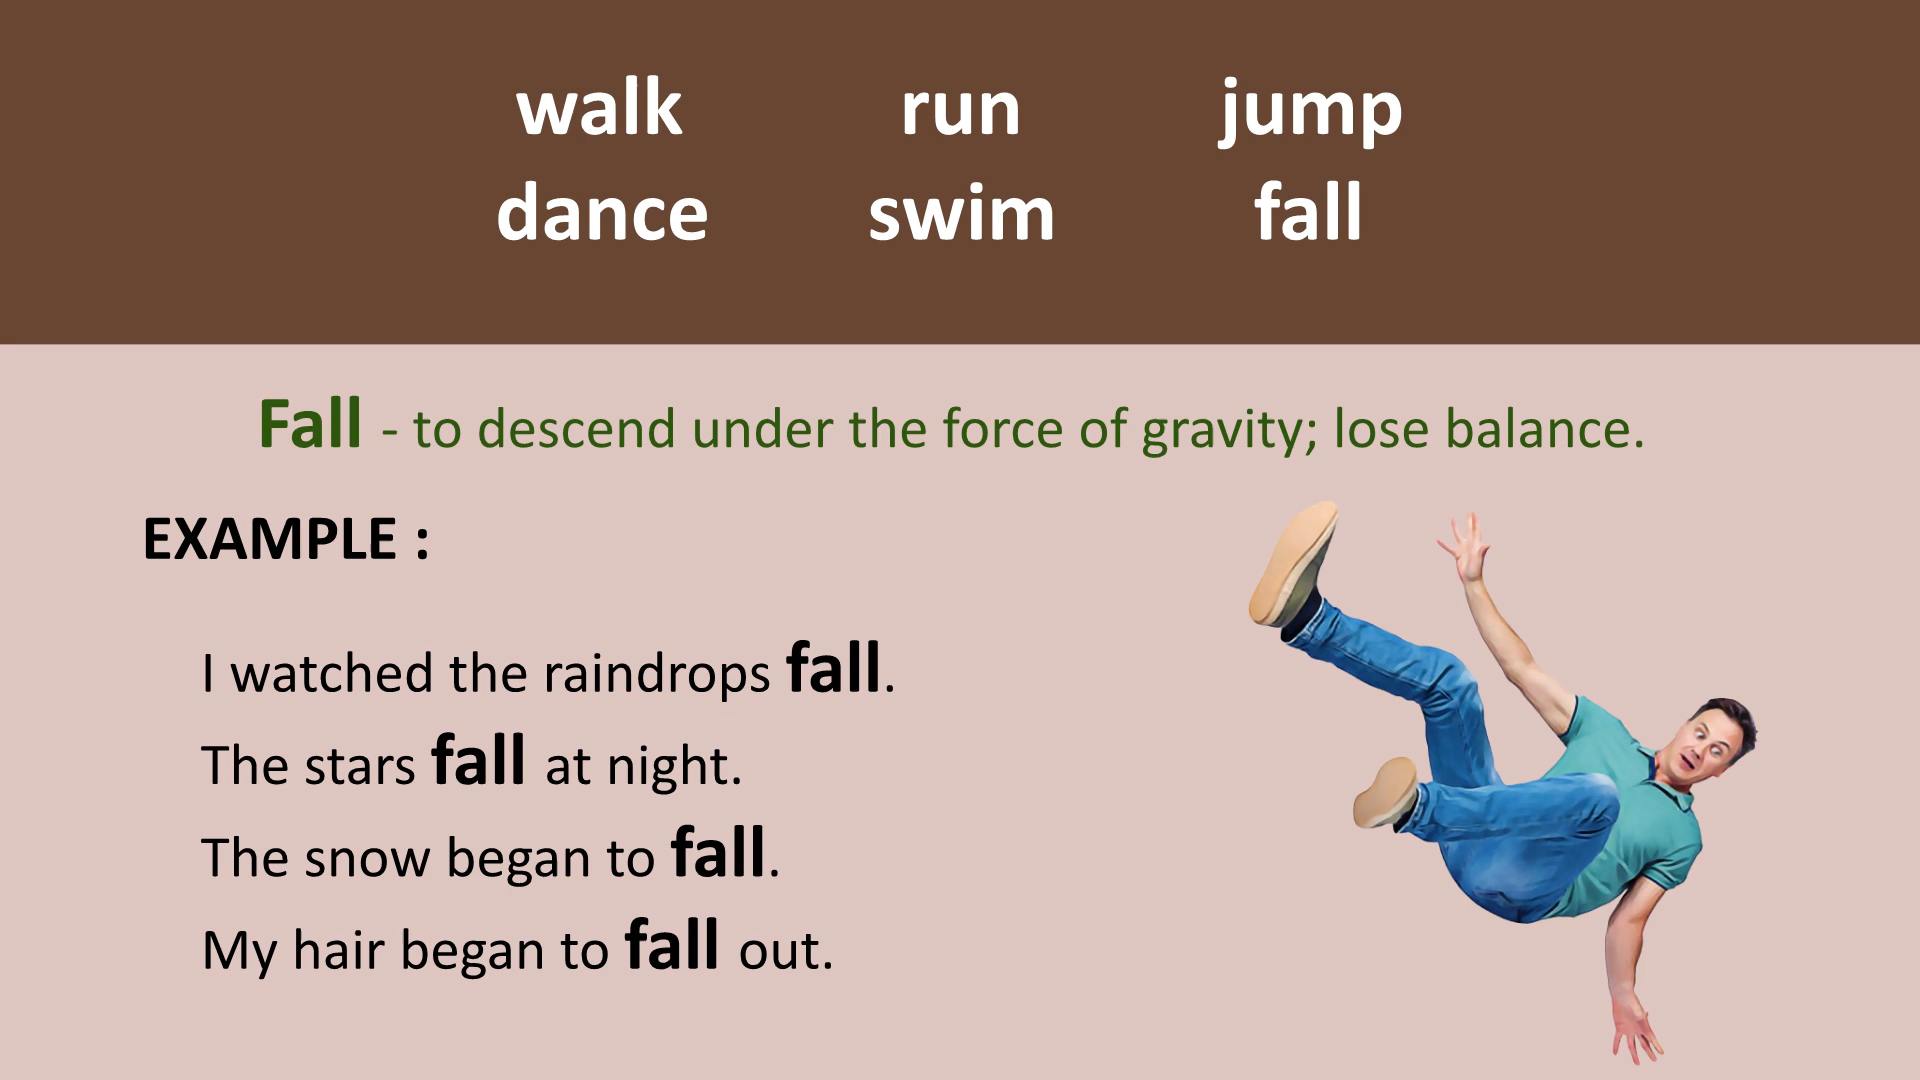 walk run jump
dance swim fall
Fall - to descend under the force of gravity; lose balance.
EXAMPLE :
I watched the raindrops fall.
The stars fall at night.
The snow began to fall.
My hair began to fall out.